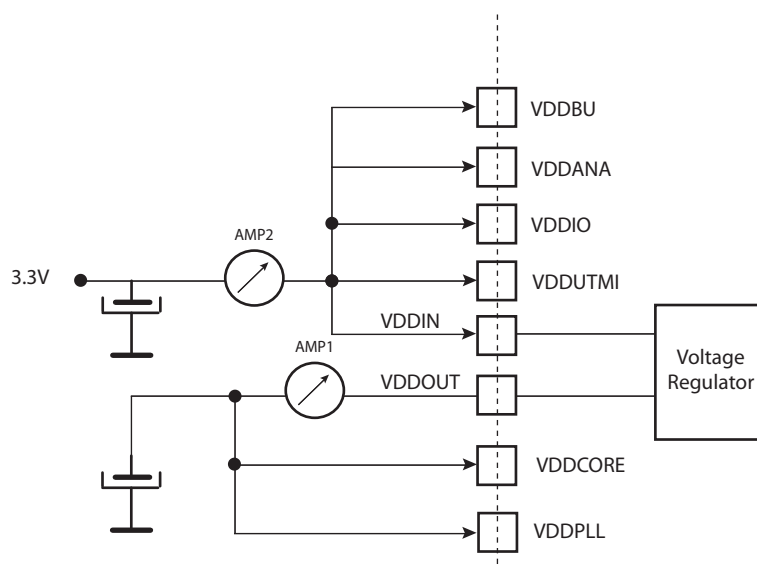 VDDBU
VDDANA
VDDIO
AMP2
3.3V
VDDUTMI
VDDIN
AMP1
Voltage
Regulator
VDDOUT
VDDCORE
VDDPLL